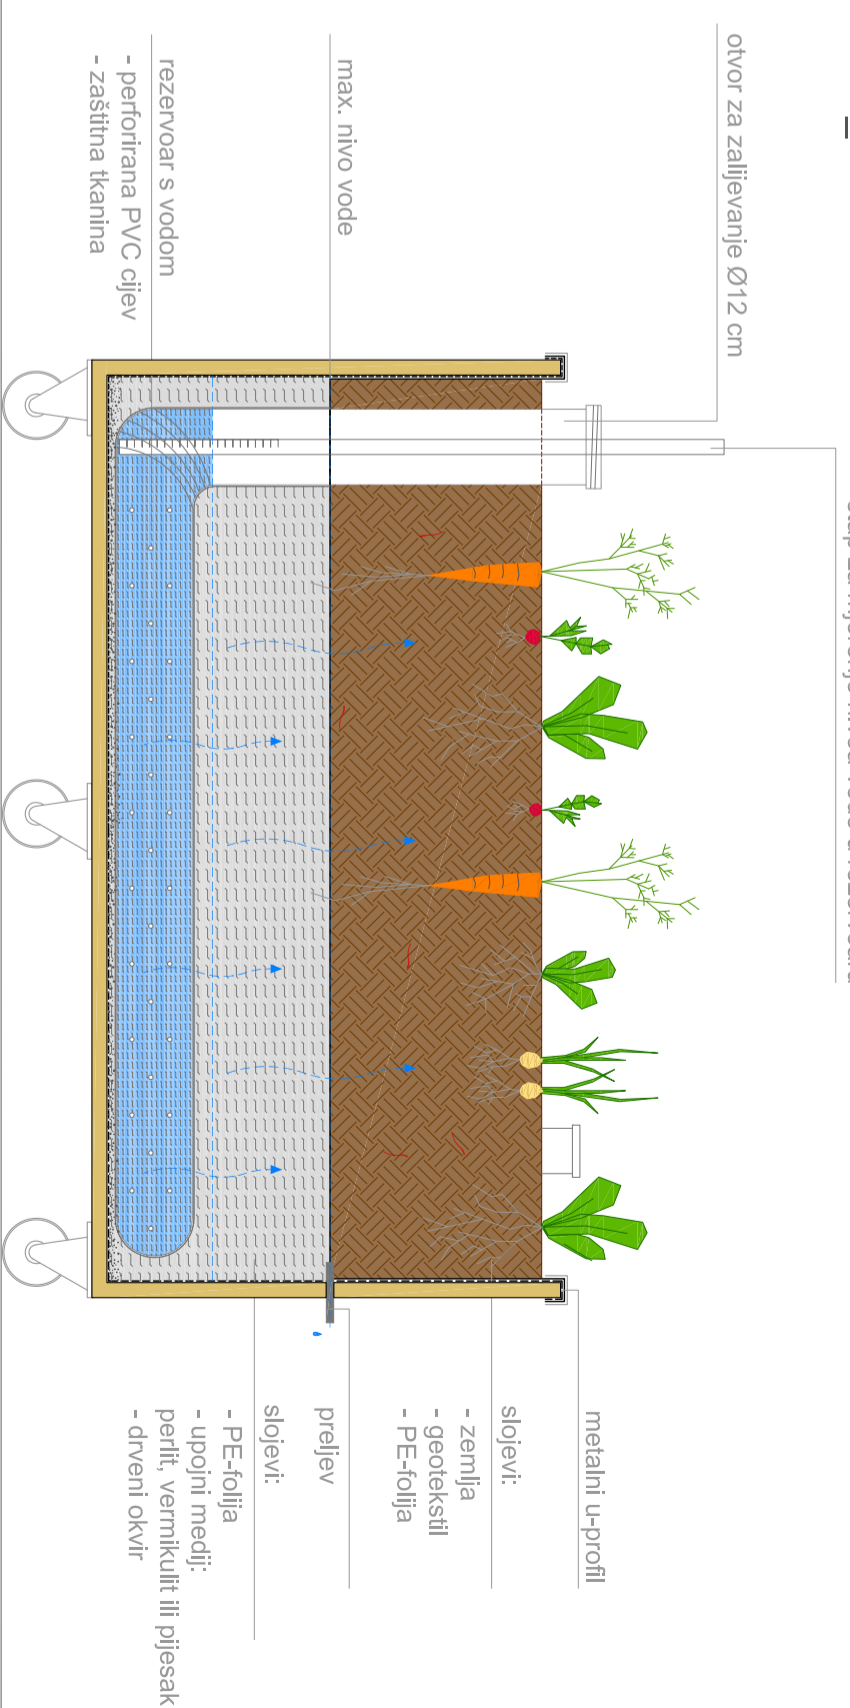 otvor za zalijevanje Ø12 cm
max. nivo vode
rezervoar s vodom
- perforirana PVC cijev
- zaštitna tkanina
metalni u-profil
slojevi:
- zemlja
- geotekstil
- PE-folija
preljev
slojevi:
- PE-folija
- upojni medij:
perlit, vermikulit ili pijesak
- drveni okvir